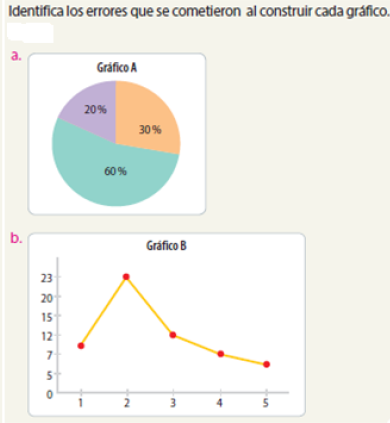 Identifica los errores que se cometieron al construir cada gráfico.
a.
Gráfico A
20 %
30 %
60 %
b.
Gráfico B
23
20
15
12
7
5
0
1 2 3 4 5